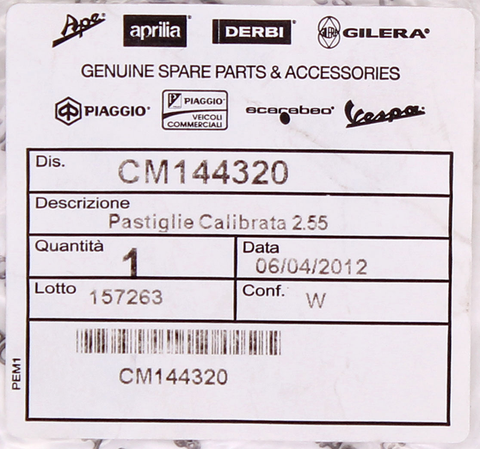 Ape aprilia DERBI GILERA
GENUINE SPARE PARTS & ACCESSORIES
PIAGGIO PIAGGIO VEICOLI COMMERCIALI scarabeo Vespa
Dis. CM144320
Descrizione
Pastiglie Calibrata 2.55
Quantità 1 Data 06/04/2012
Lotto 157263 Conf. W
CM144320
PEM1